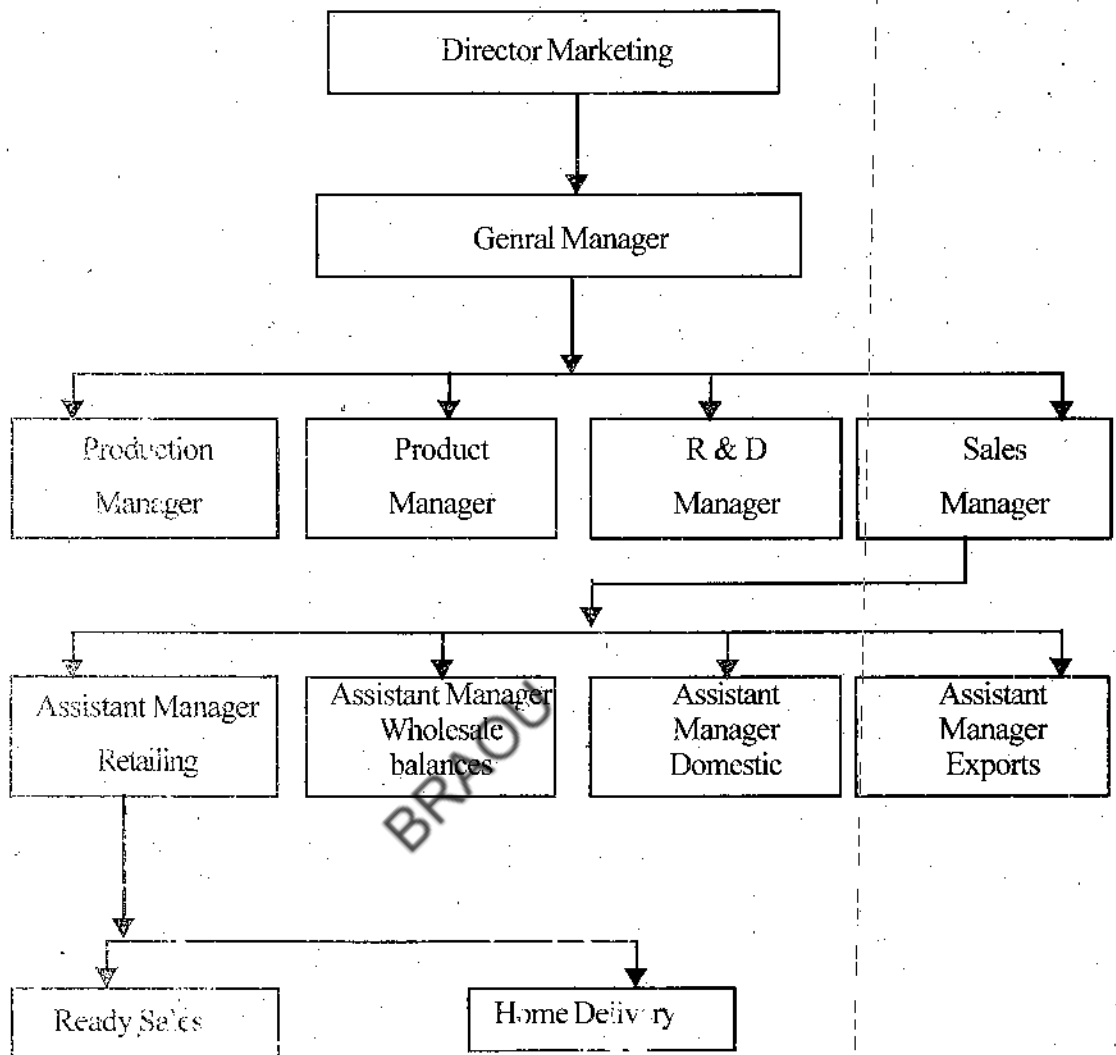 Director Marketing
Genral Manager
Production
Manager
Product
Manager
R & D
Manager
Sales
Manager
Assistant Manager
Retailing
Assistant Manager
Wholesale
balances
Assistant
Manager
Domestic
Assistant
Manager
Exports
BRAOU
Ready Sales
Home Delivery